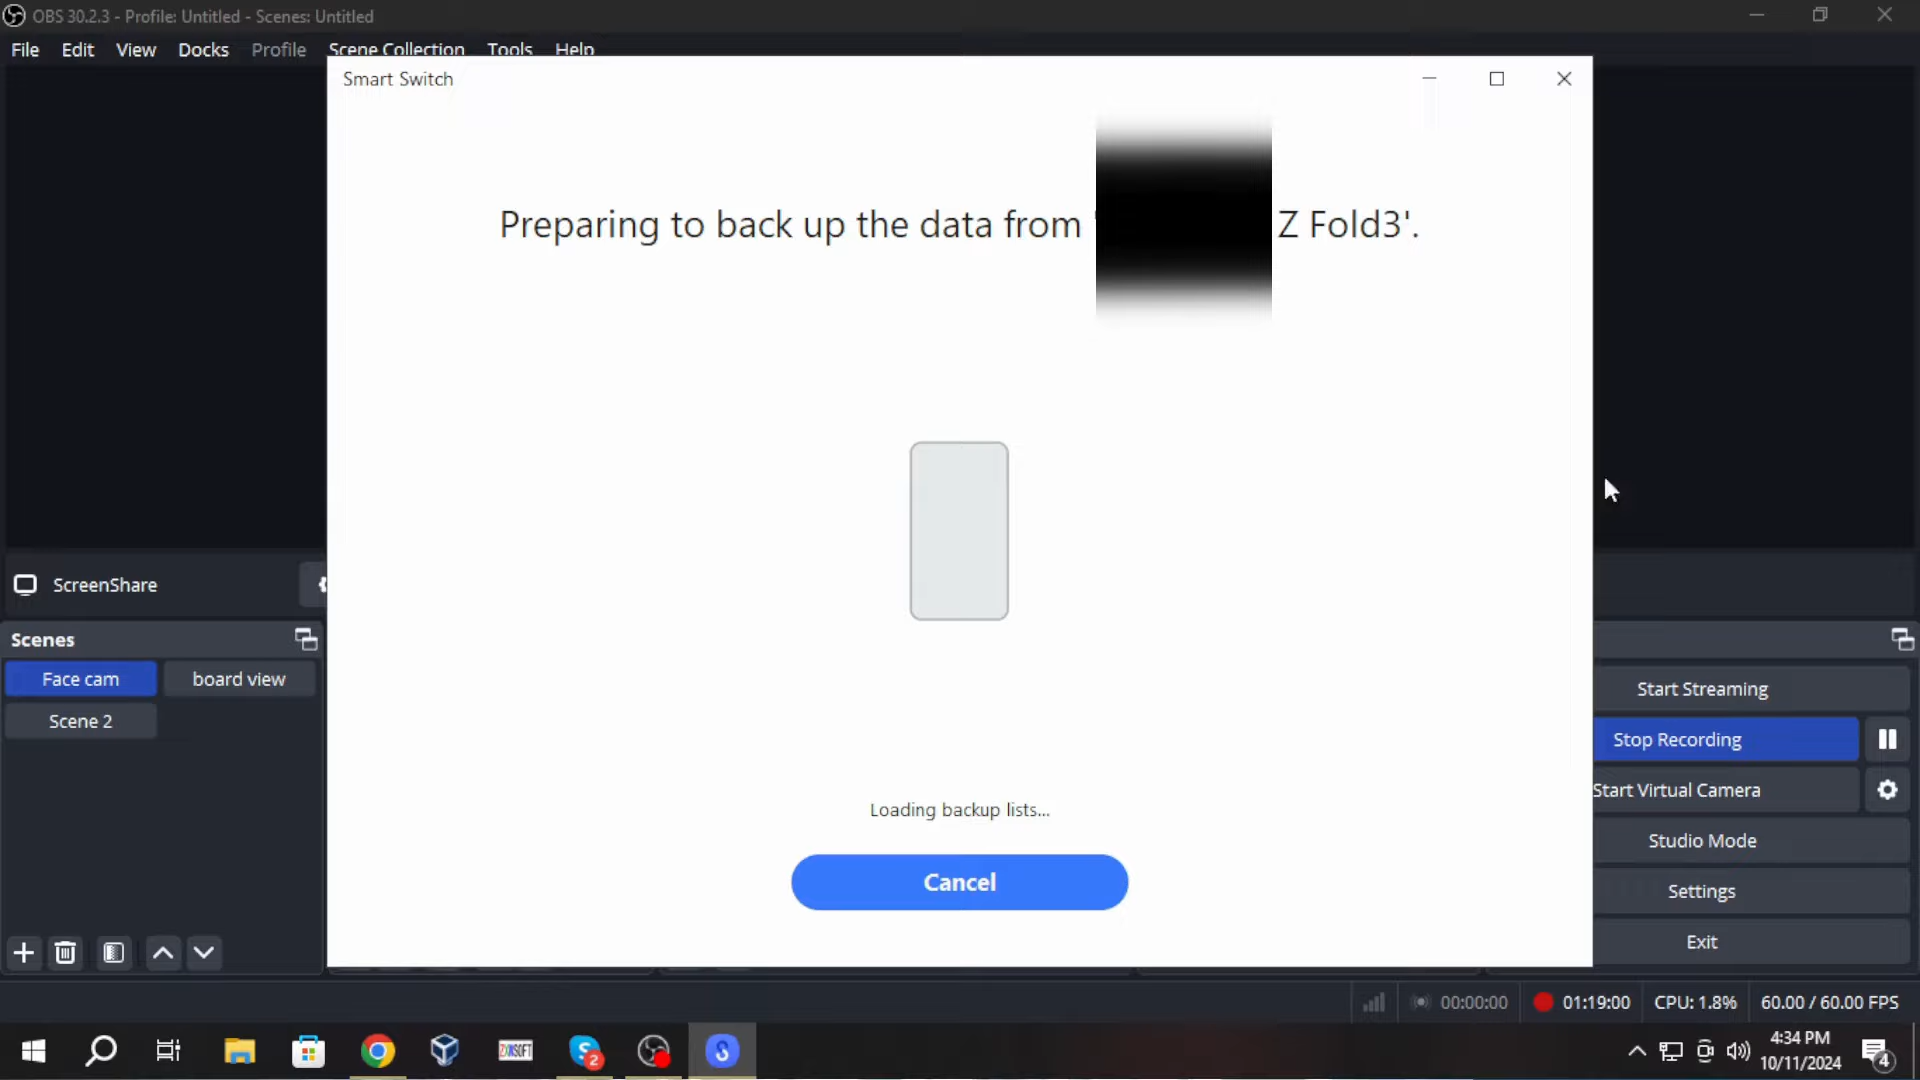 OBS 30.2.3 - Profile: Untitled - Scenes: Untitled
File Edit View Docks Profile Scene Collection Tools Help
Smart Switch
Preparing to back up the data from ' Z Fold3'.
ScreenShare
Scenes
Face cam board view
Scene 2
Loading backup lists...
Cancel
Start Streaming
Stop Recording
Start Virtual Camera
Studio Mode
Settings
Exit
00:00:00 01:19:00 CPU: 1.8% 60.00 / 60.00 FPS
ZXWSOFT
2
4:34 PM
10/11/2024
4